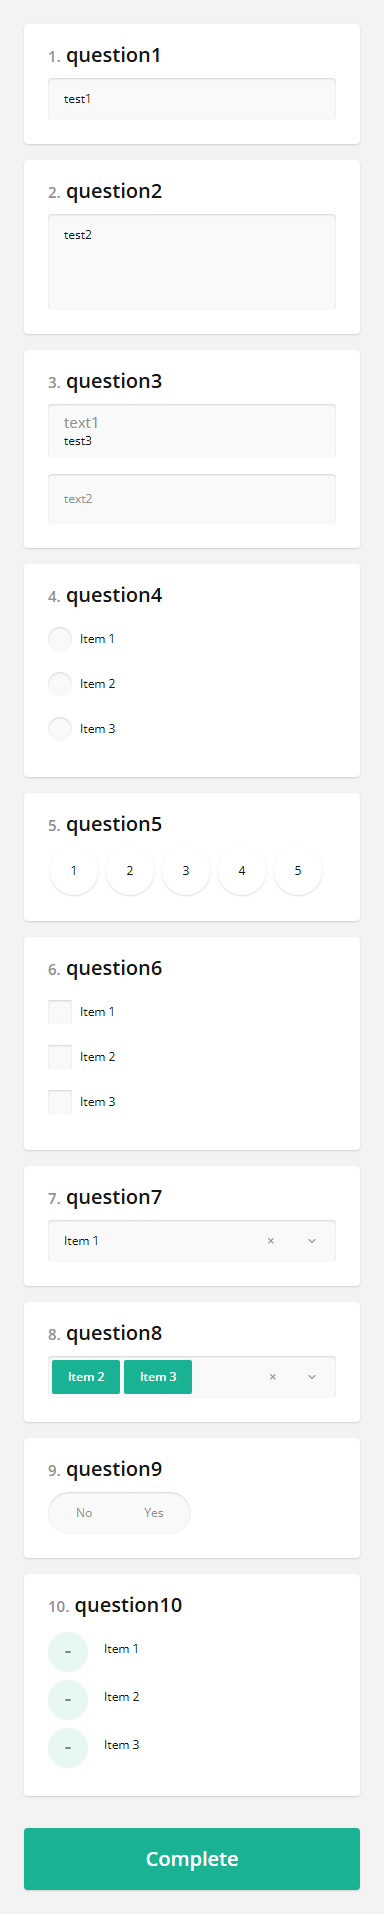 1. question1
test1
2. question2
test2
3. question3
text1
test3
text2
4. question4
Item 1
Item 2
Item 3
5. question5
1 2 3 4 5
6. question6
Item 1
Item 2
Item 3
7. question7
Item 1
8. question8
Item 2 Item 3
9. question9
No Yes
10. question10
- Item 1
- Item 2
- Item 3
Complete